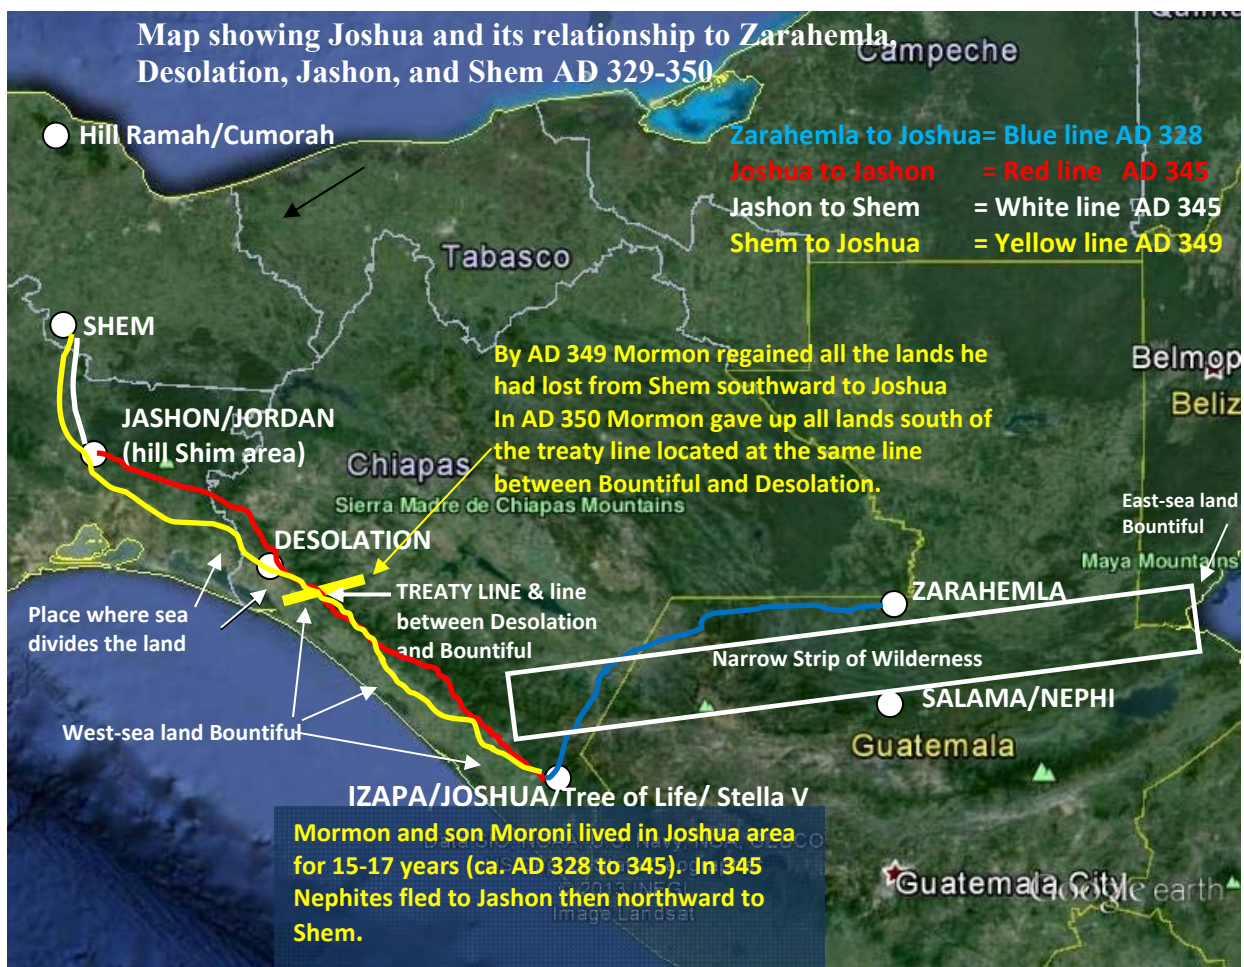 Map showing Joshua and its relationship to Zarahemla,
Desolation, Jashon, and Shem AD 329-350
Campeche
Hill Ramah/Cumorah
Zarahemla to Joshua= Blue line AD 328
Joshua to Jashon = Red line AD 345
Jashon to Shem = White line AD 345
Shem to Joshua = Yellow line AD 349
Tabasco
SHEM
By AD 349 Mormon regained all the lands he
had lost from Shem southward to Joshua
In AD 350 Mormon gave up all lands south of
the treaty line located at the same line
between Bountiful and Desolation.
Belmop
Beliz
JASHON/JORDAN
(hill Shim area)
Chiapas
Sierra Madre de Chiapas Mountains
East-sea land
Bountiful
Maya Mountains
DESOLATION
TREATY LINE & line
between Desolation
and Bountiful
ZARAHEMLA
Place where sea
divides the land
Narrow Strip of Wilderness
SALAMA/NEPHI
West-sea land Bountiful
Guatemala
IZAPA/JOSHUA/Tree of Life/ Stella V
Mormon and son Moroni lived in Joshua area
for 15-17 years (ca. AD 328 to 345). In 345
Nephites fled to Jashon then northward to
Shem.
© 2013 INEGI
Image Landsat
Guatemala City
Google earth